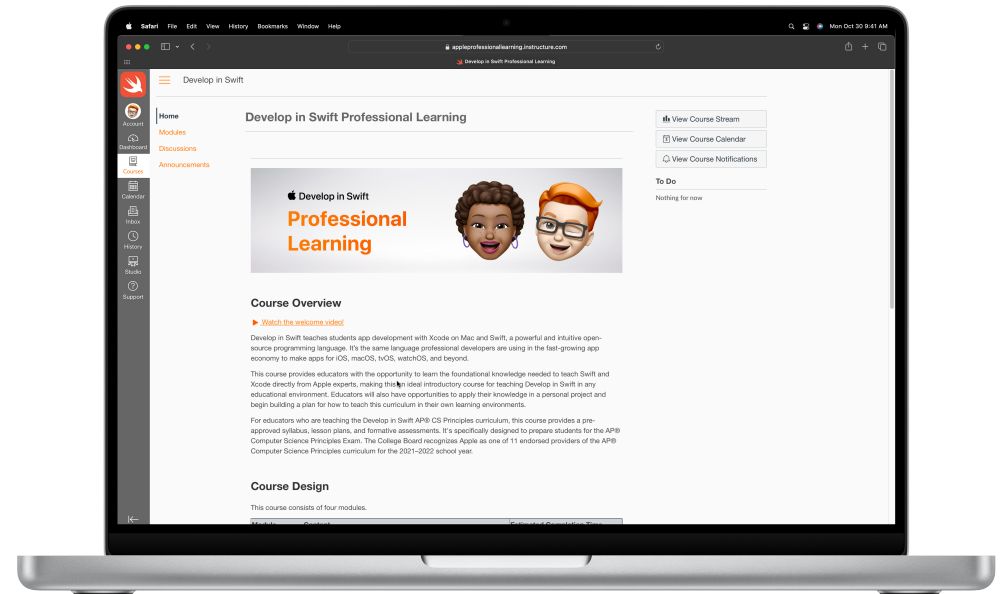 Safari File Edit View History Bookmarks Window Help
Mon Oct 30 9:41 AM
appleprofessionallearning.instructure.com
Develop in Swift Professional Learning
Develop in Swift
Account
Dashboard
Courses
Calendar
Inbox
History
Studio
Support
Home
Modules
Discussions
Announcements
Develop in Swift Professional Learning
Develop in Swift
Professional
Learning
Course Overview
Watch the welcome video!
Develop in Swift teaches students app development with Xcode on Mac and Swift, a powerful and intuitive open-
source programming language. It's the same language professional developers are using in the fast-growing app
economy to make apps for iOS, macOS, tvOS, watchOS, and beyond.
This course provides educators with the opportunity to learn the foundational knowledge needed to teach Swift and
Xcode directly from Apple experts, making this an ideal introductory course for teaching Develop in Swift in any
educational environment. Educators will also have opportunities to apply their knowledge in a personal project and
begin building a plan for how to teach this curriculum in their own learning environments.
For educators who are teaching the Develop in Swift AP® CS Principles curriculum, this course provides a pre-
approved syllabus, lesson plans, and formative assessments. It's specifically designed to prepare students for the AP®
Computer Science Principles Exam. The College Board recognizes Apple as one of 11 endorsed providers of the AP®
Computer Science Principles curriculum for the 2021–2022 school year.
Course Design
This course consists of four modules.
Module Content Estimated Completion Time
View Course Stream
View Course Calendar
View Course Notifications
To Do
Nothing for now